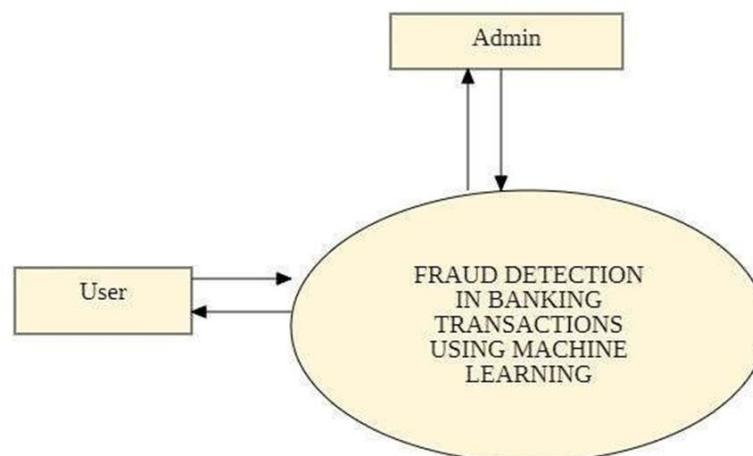 Admin
User
FRAUD DETECTION
IN BANKING
TRANSACTIONS
USING MACHINE
LEARNING